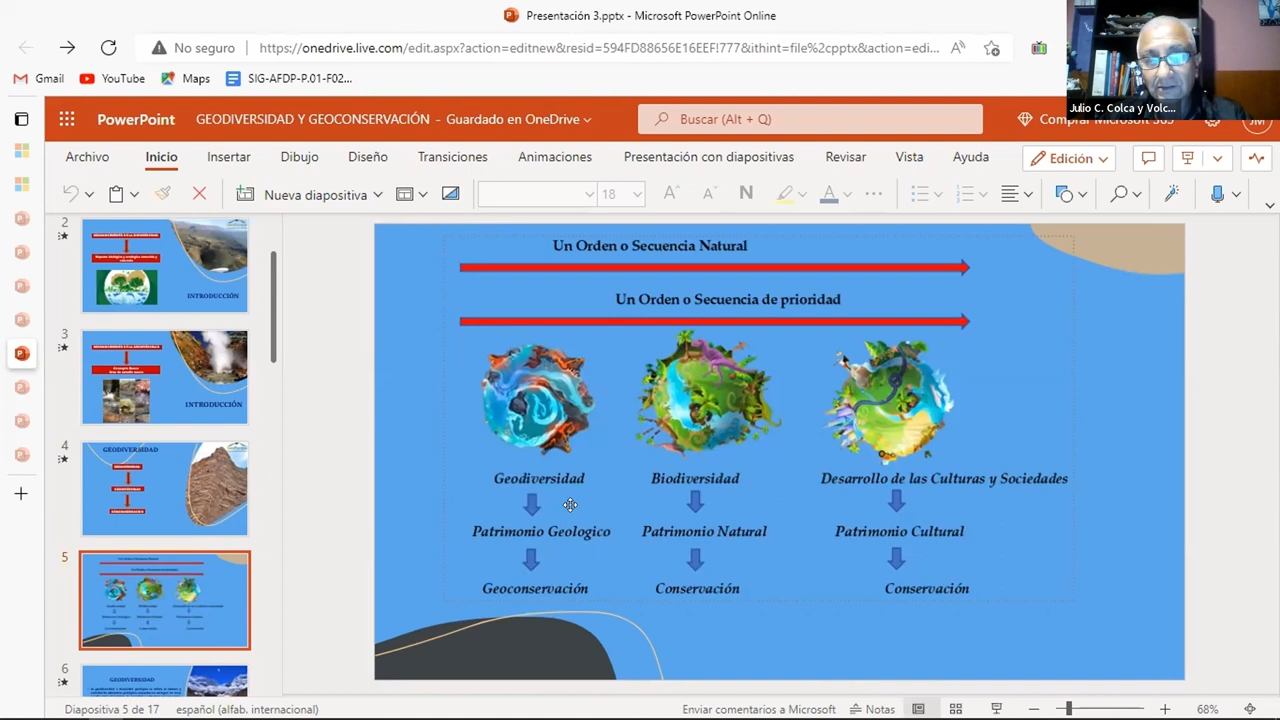 Presentación 3.pptx - Microsoft PowerPoint Online
No seguro
https://onedrive.live.com/edit.aspx?action=editnew&resid=594FD88656E16EEF!777&ithint=file%2cpptx&action=edi...
Gmail
YouTube
Maps
SIG-AFDP-P.01-F02...
Julio C. Colca y Volc...
PowerPoint
GEODIVERSIDAD Y GEOCONSERVACIÓN - Guardado en OneDrive
Buscar (Alt + Q)
Archivo
Inicio
Insertar
Dibujo
Diseño
Transiciones
Animaciones
Presentación con diapositivas
Revisar
Vista
Ayuda
Edición
Nueva diapositiva
18
N
2
INTRODUCCIÓN
3
INTRODUCCIÓN
4
GEODIVERSIDAD
5
6
GEODIVERSIDAD
Un Orden o Secuencia Natural
Un Orden o Secuencia de prioridad
Geodiversidad
Biodiversidad
Desarrollo de las Culturas y Sociedades
Patrimonio Geologico
Patrimonio Natural
Patrimonio Cultural
Geoconservación
Conservación
Conservación
Diapositiva 5 de 17
español (alfab. internacional)
Enviar comentarios a Microsoft
Notas
68%